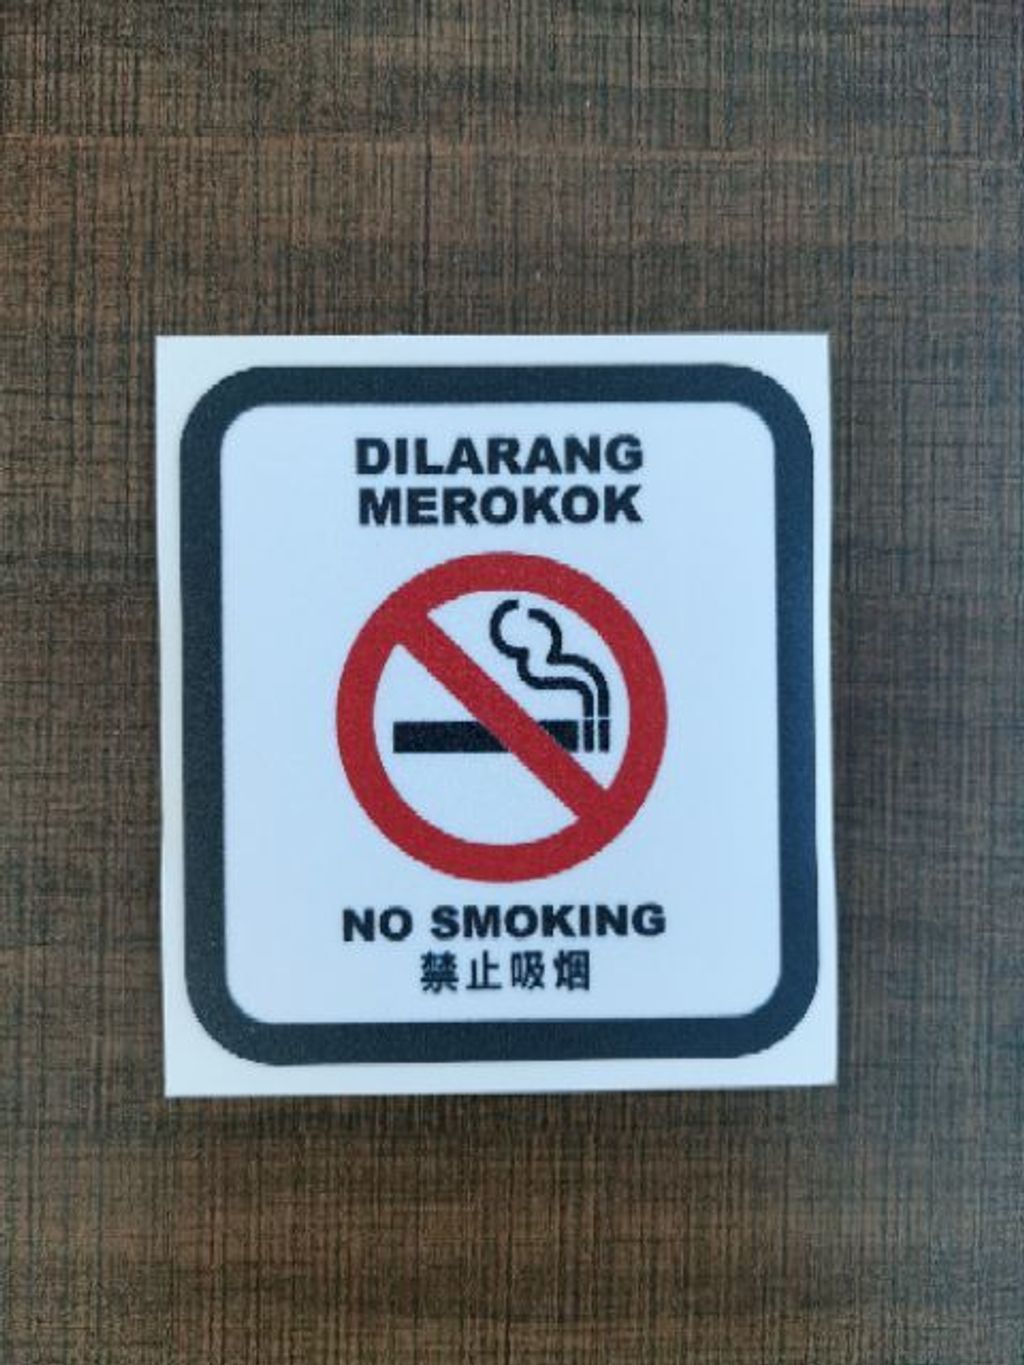 DILARANG
MEROKOK
NO SMOKING
禁止吸烟